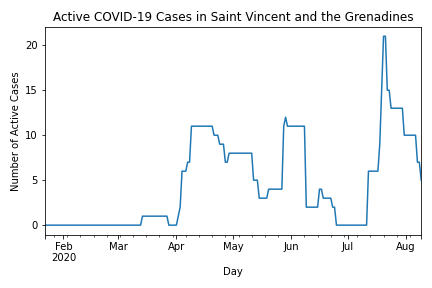 Active COVID-19 Cases in Saint Vincent and the Grenadines
Number of Active Cases
20
15
10
5
0
Feb Mar Apr May Jun Jul Aug
2020
Day